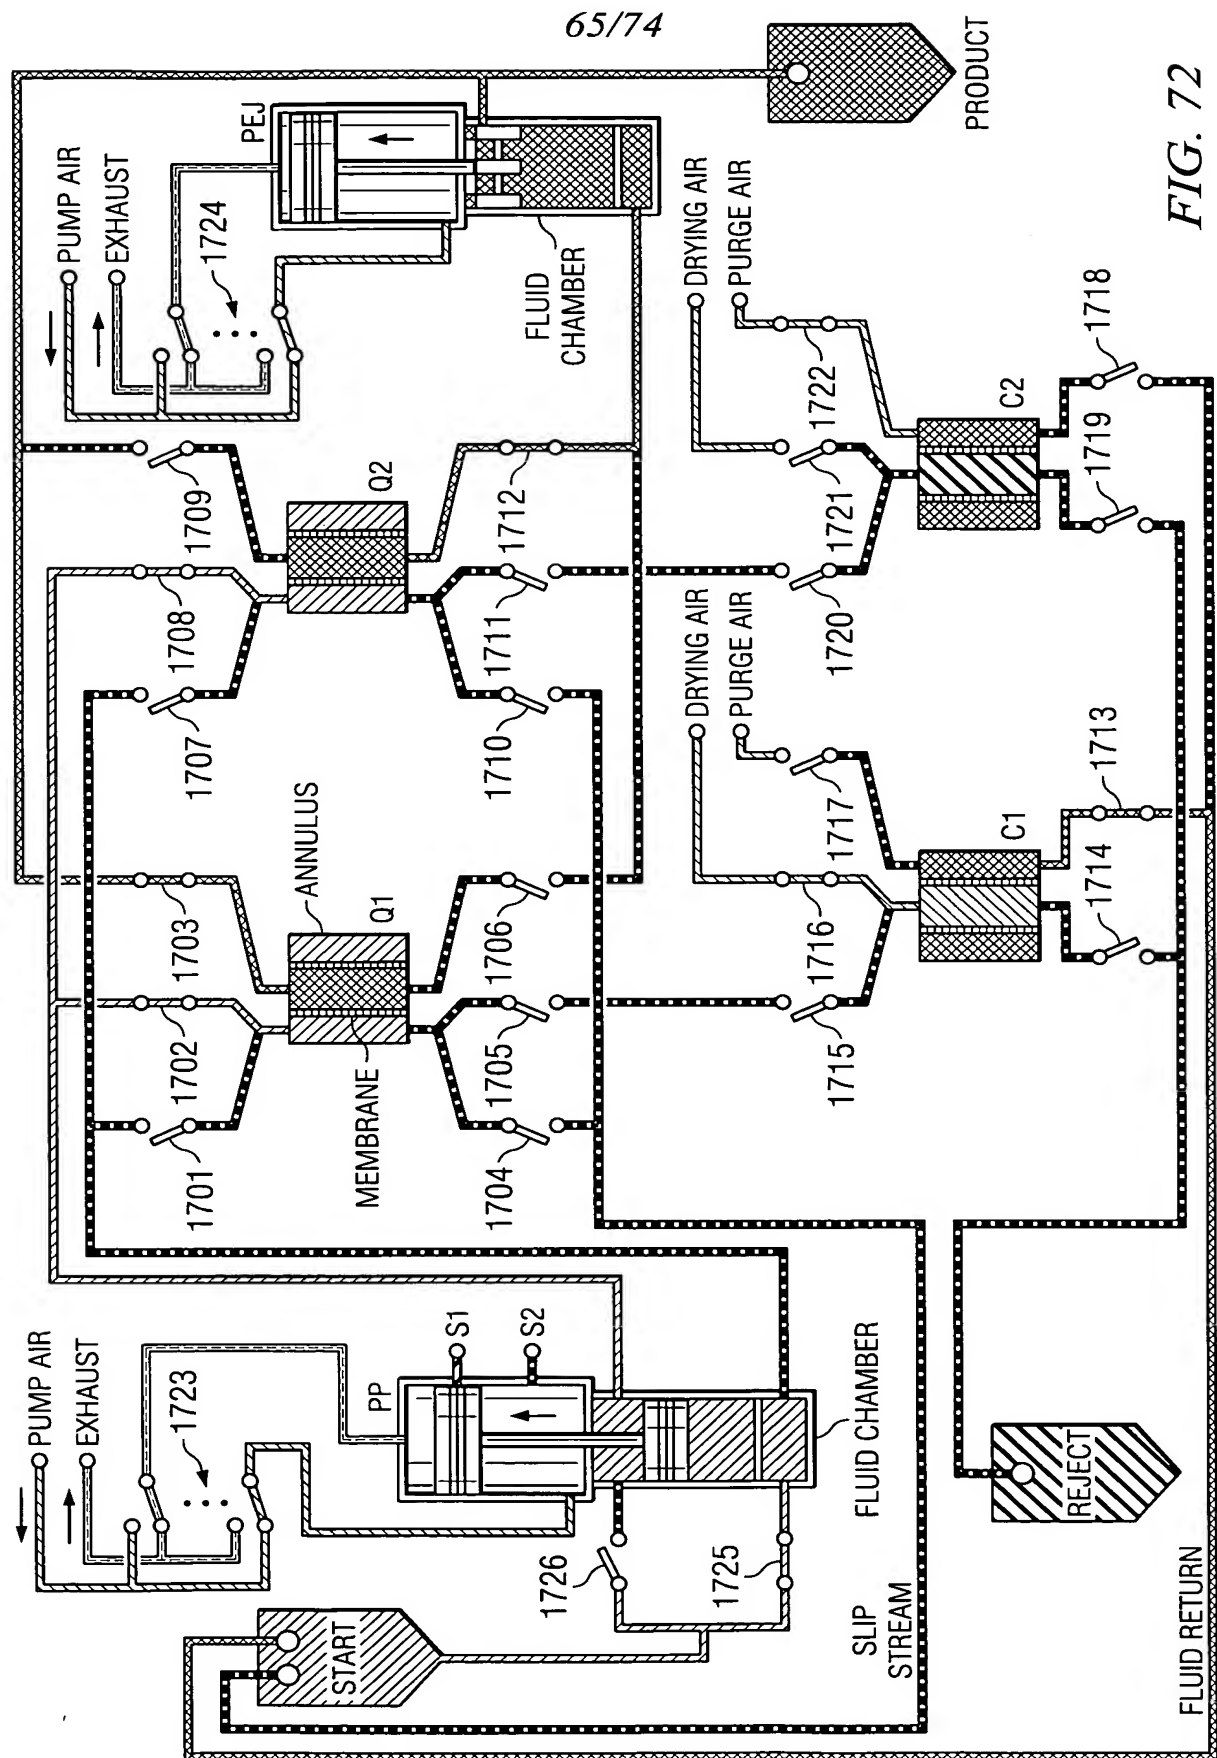 65/74
PUMP AIR
EXHAUST
1723
START
PP
S1
S2
1726
1725
FLUID CHAMBER
SLIP
STREAM
REJECT
FLUID RETURN
1701
1702
1703
MEMBRANE
ANNULUS
Q1
1704
1705
1706
1707
1708
1709
Q2
1710
1711
1712
PUMP AIR
EXHAUST
1724
PEJ
FLUID
CHAMBER
PRODUCT
DRYING AIR
PURGE AIR
1715
1716
1717
C1
1714
1713
DRYING AIR
PURGE AIR
1720
1721
1722
C2
1719
1718
FIG. 72